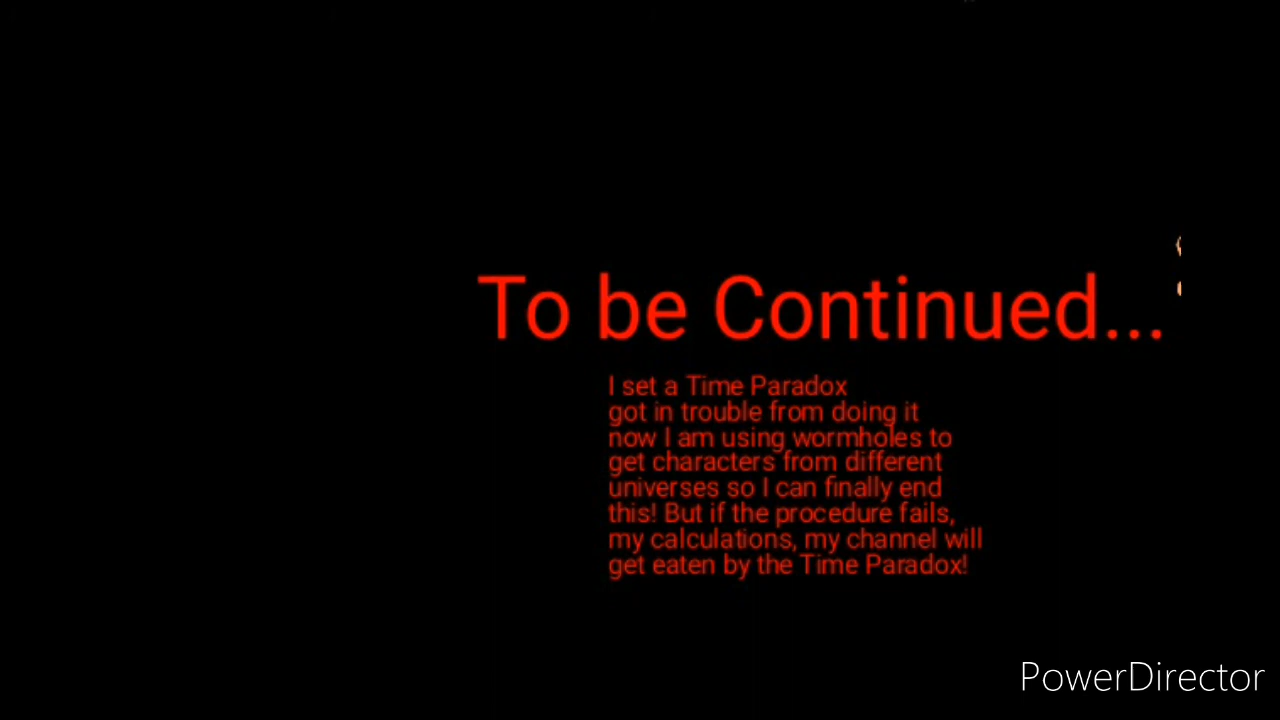 To be Continued...
I set a Time Paradox
got in trouble from doing it
now I am using wormholes to
get characters from different
universes so I can finally end
this! But if the procedure fails,
my calculations, my channel will
get eaten by the Time Paradox!
PowerDirector